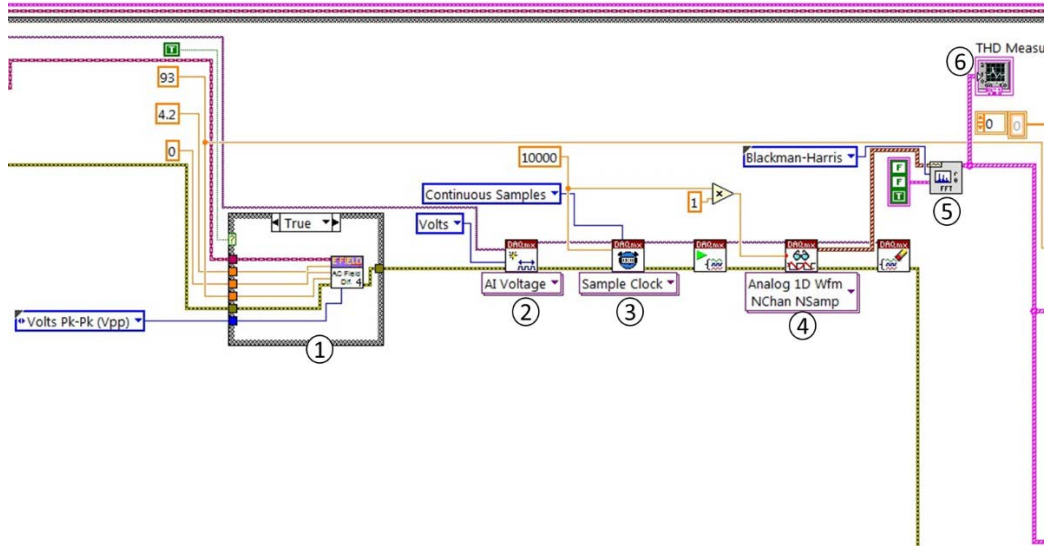 THD Measu
⑥
T
93
4.2
0
0
0
10000
Blackman-Harris
Continuous Samples
×
1
F
F
T
FFT
⑤
Volts
True
?
AC Field
4
DAQmx
DAQmx
DAQmx
DAQmx
DAQmx
AI Voltage
Sample Clock
Analog 1D Wfm
NChan NSamp
②
③
④
Volts Pk-Pk (Vpp)
①